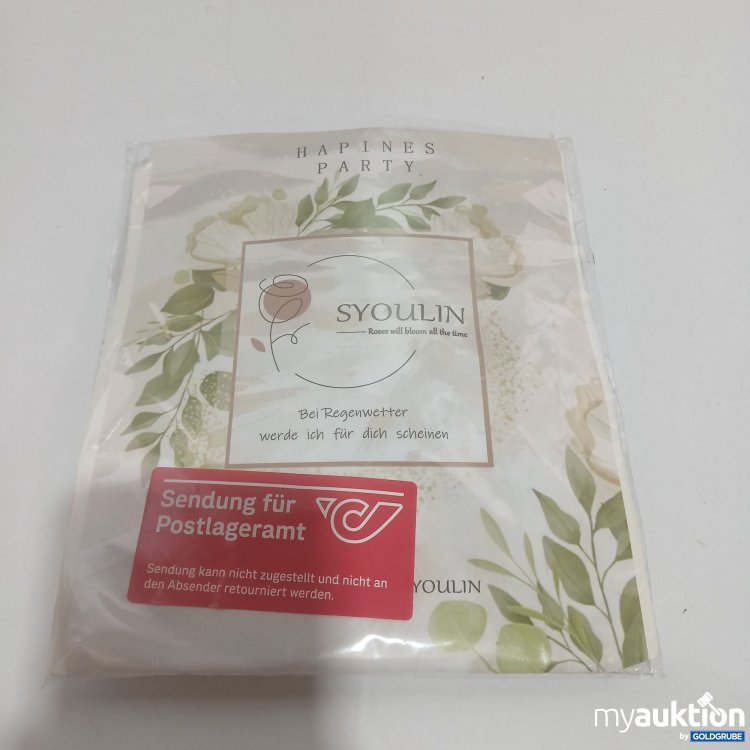 HAPINES
PARTY
SYOULIN
Roses will bloom all the time
Bei Regenwetter
werde ich für dich scheinen
Sendung für
Postlageramt
Sendung kann nicht zugestellt und nicht an
den Absender retourniert werden.
YOULIN
myauktion
by GOLDGRUBE